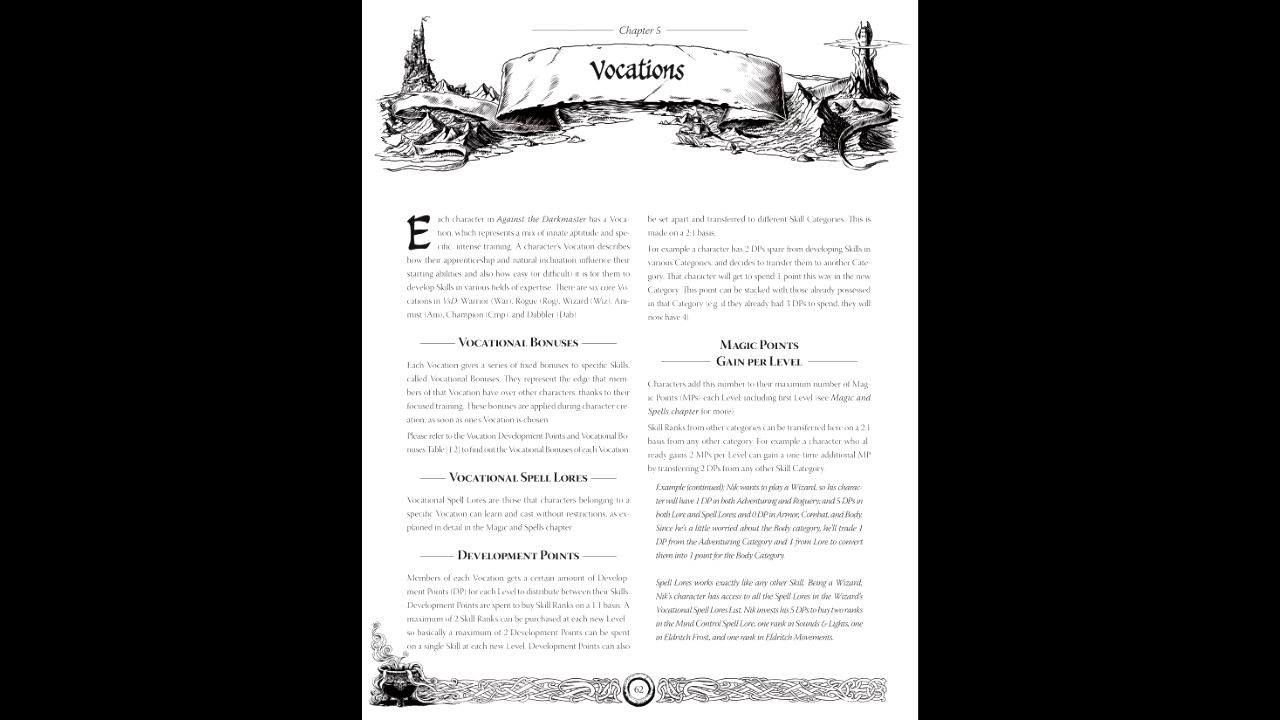 Chapter 5
Vocations
Each character in Against the Darkmaster has a Voca-
tion, which represents a mix of innate aptitude and spe-
cific, intense training. A character's Vocation describes
how their apprenticeship and natural inclination influence their
starting abilities and also how easy (or difficult) it is for them to
develop Skills in various fields of expertise. There are six core Vo-
cations in VsD: Warrior (War), Rogue (Rog), Wizard (Wiz), Ani-
mist (Ani), Champion (Cmp), and Dabbler (Dab)
Vocational Bonuses
Each Vocation gives a series of fixed bonuses to specific Skills,
called Vocational Bonuses. They represent the edge that mem-
bers of that Vocation have over other characters, thanks to their
focused training. These bonuses are applied during character cre-
ation, as soon as one's Vocation is chosen.
Please refer to the Vocation Development Points and Vocational Bo-
nuses Table [1.2] to find out the Vocational Bonuses of each Vocation.
Vocational Spell Lores
Vocational Spell Lores are those that characters belonging to a
specific Vocation can learn and cast without restrictions, as ex-
plained in detail in the Magic and Spells chapter.
Development Points
Members of each Vocation gets a certain amount of Develop-
ment Points (DP) for each Level to distribute between their Skills.
Development Points are spent to buy Skill Ranks on a 1:1 basis. A
maximum of 2 Skill Ranks can be purchased at each new Level
so basically a maximum of 2 Development Points can be spent
on a single Skill at each new Level. Development Points can also
be set apart and transferred to different Skill Categories. This is
made on a 2:1 basis.
For example a character has 2 DPs spare from developing Skills in
various Categories, and decides to transfer them to another Cate-
gory. That character will get to spend 1 point this way in the new
Category. This point can be stacked with those already possessed
in that Category (e.g. if they already had 3 DPs to spend, they will
now have 4).
Magic Points
Gain per Level
Characters add this number to their maximum number of Mag-
ic Points (MPs) each Level, including first Level (see Magic and
Spells chapter for more).
Skill Ranks from other categories can be transferred here on a 2:1
basis from any other category. For example a character who al-
ready gains 2 MPs per Level can gain a one-time additional MP
by transferring 2 DPs from any other Skill Category.
Example (continued): Nik wants to play a Wizard, so his charac-
ter will have 1 DP in both Adventuring and Roguery; and 5 DPs in
both Lore and Spell Lores; and 0 DP in Armor, Combat, and Body.
Since he's a little worried about the Body category, he'll trade 1
DP from the Adventuring Category and 1 from Lore to convert
them into 1 point for the Body Category.
Spell Lores works exactly like any other Skill. Being a Wizard,
Nik's character has access to all the Spell Lores in the Wizard's
Vocational Spell Lores List. Nik invests his 5 DPs to buy two ranks
in the Mind Control Spell Lore, one rank in Sounds & Lights, one
in Eldritch Frost, and one rank in Eldritch Movements.
62